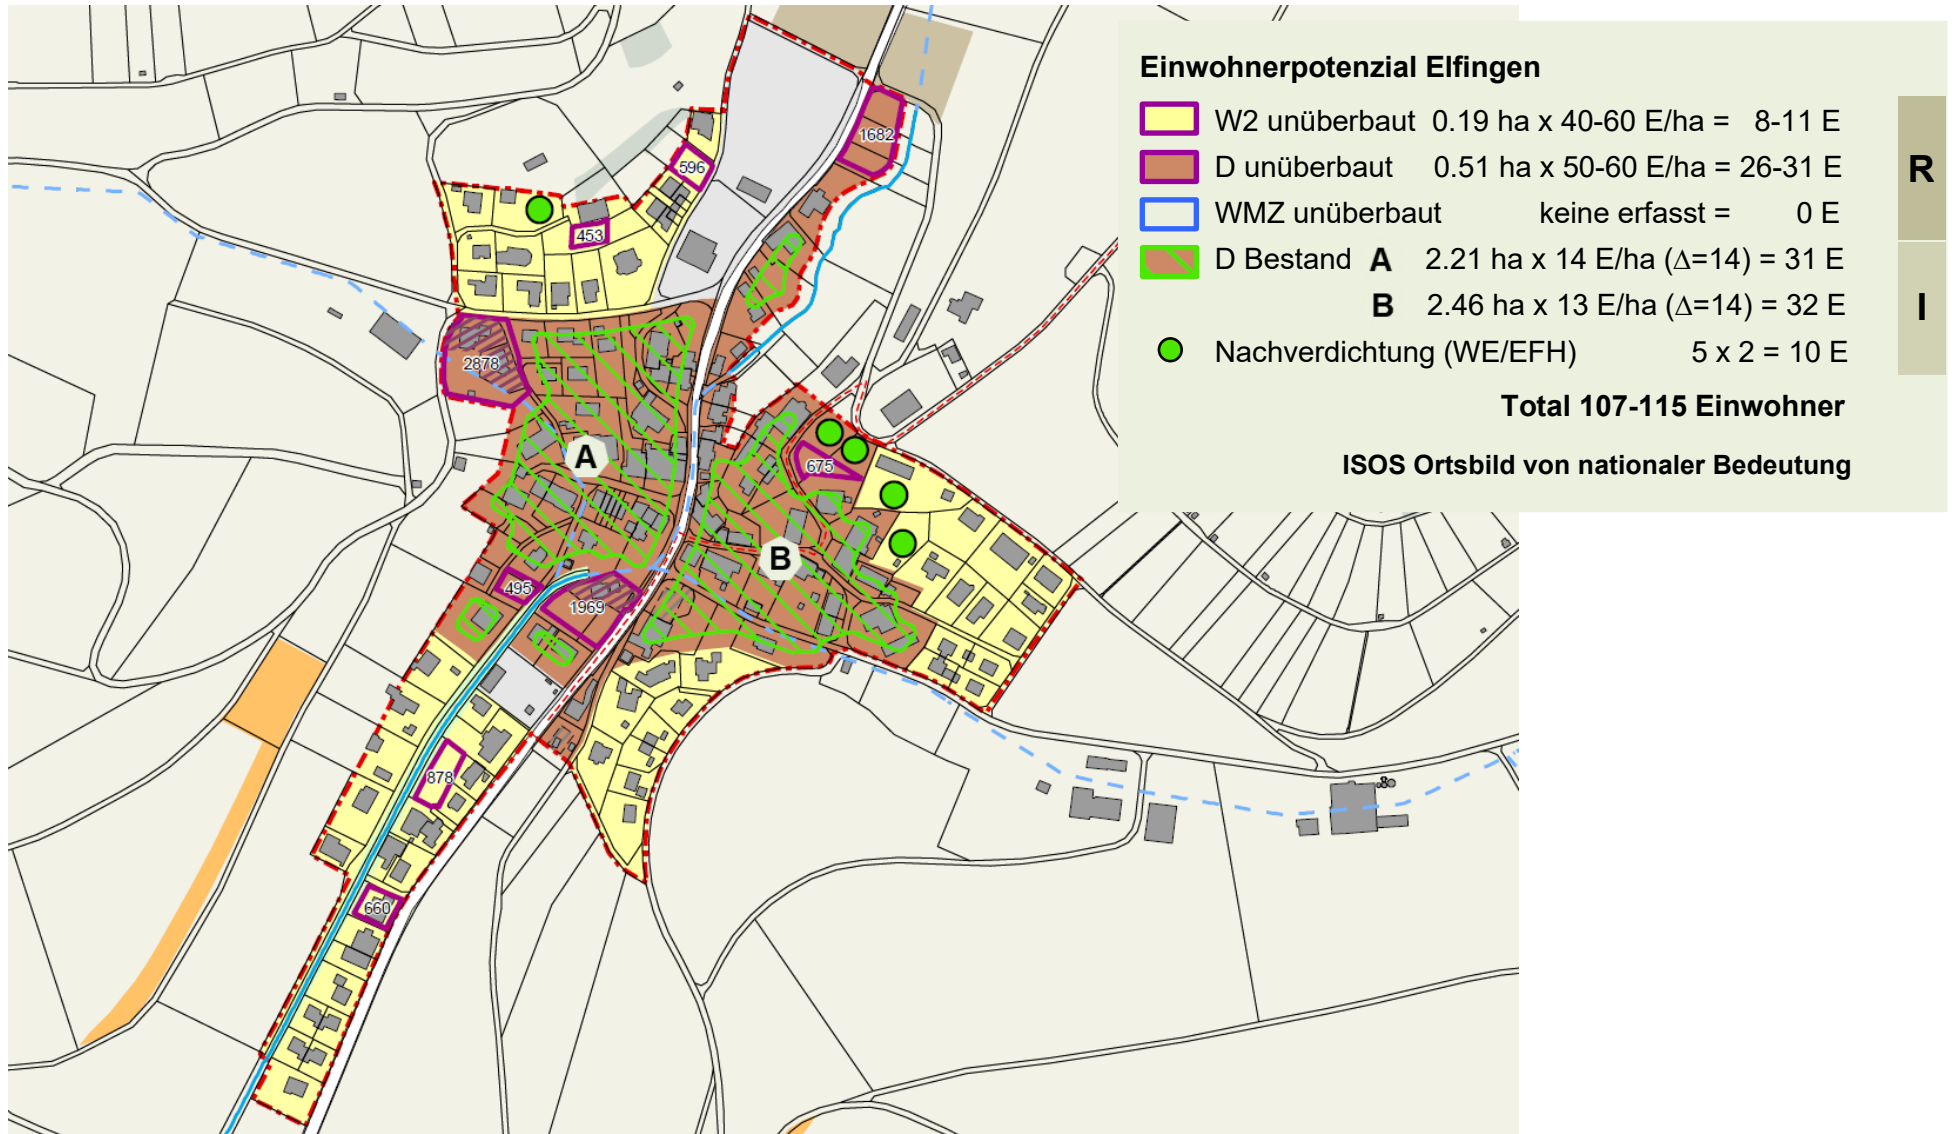 Einwohnerpotenzial Elfingen
W2 unüberbaut 0.19 ha x 40-60 E/ha = 8-11 E
D unüberbaut 0.51 ha x 50-60 E/ha = 26-31 E
R
WMZ unüberbaut keine erfasst = 0 E
D Bestand A 2.21 ha x 14 E/ha (∆=14) = 31 E
B 2.46 ha x 13 E/ha (∆=14) = 32 E
I
Nachverdichtung (WE/EFH) 5 x 2 = 10 E
Total 107-115 Einwohner
ISOS Ortsbild von nationaler Bedeutung
1682
596
453
2878
A
675
B
495
1969
878
660